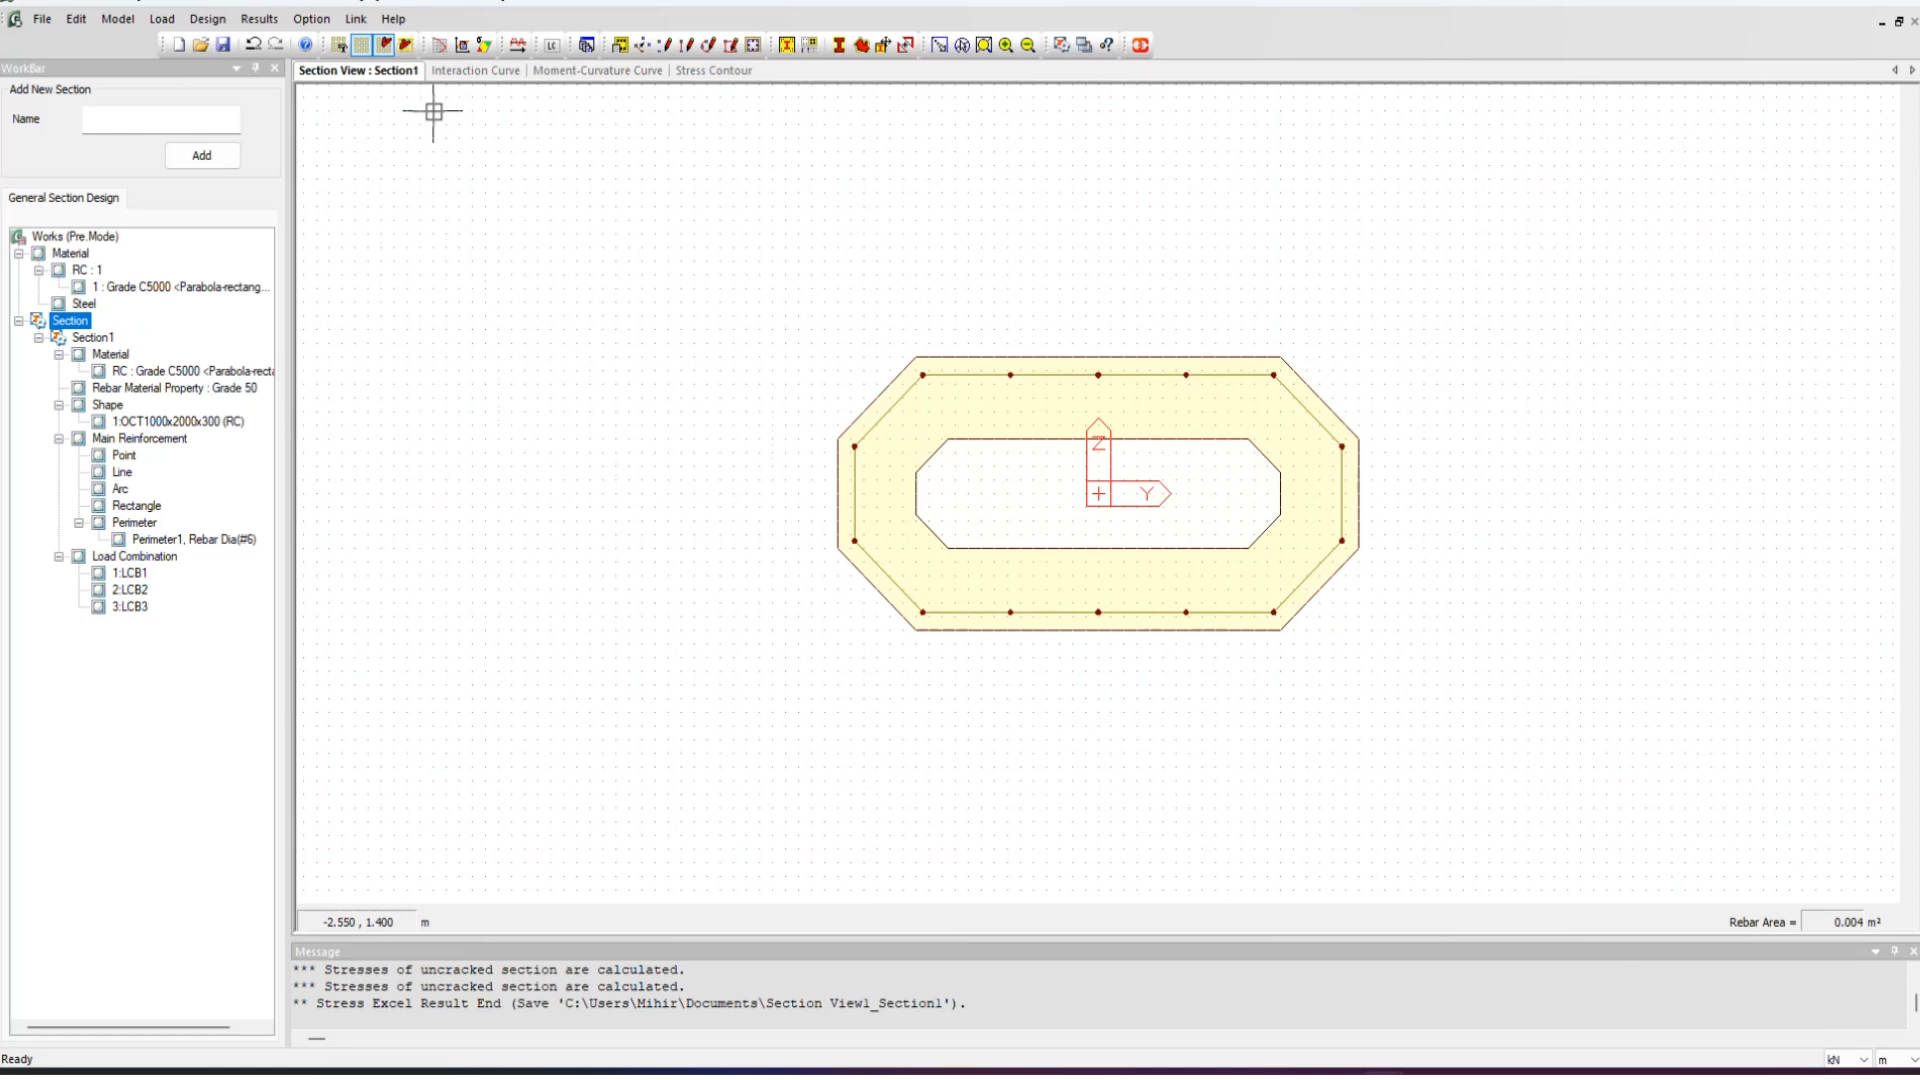 File Edit Model Load Design Results Option Link Help
WorkBar
Section View : Section1 Interaction Curve Moment-Curvature Curve Stress Contour
Add New Section
Name
Add
General Section Design
Works (Pre.Mode)
Material
RC : 1
1 : Grade C5000 <Parabola-rectang...
Steel
Section
Section1
Material
RC : Grade C5000 <Parabola-recta
Rebar Material Property : Grade 50
Shape
1:OCT1000x2000x300 (RC)
Main Reinforcement
Point
Line
Arc
Rectangle
Perimeter
Perimeter1, Rebar Dia(#6)
Load Combination
1:LCB1
2:LCB2
3:LCB3
Z
Y
-2.550 , 1.400 m
Rebar Area = 0.004 m²
Message
*** Stresses of uncracked section are calculated.
*** Stresses of uncracked section are calculated.
** Stress Excel Result End (Save 'C:\Users\Mihir\Documents\Section View1_Section1').
Ready
kN m